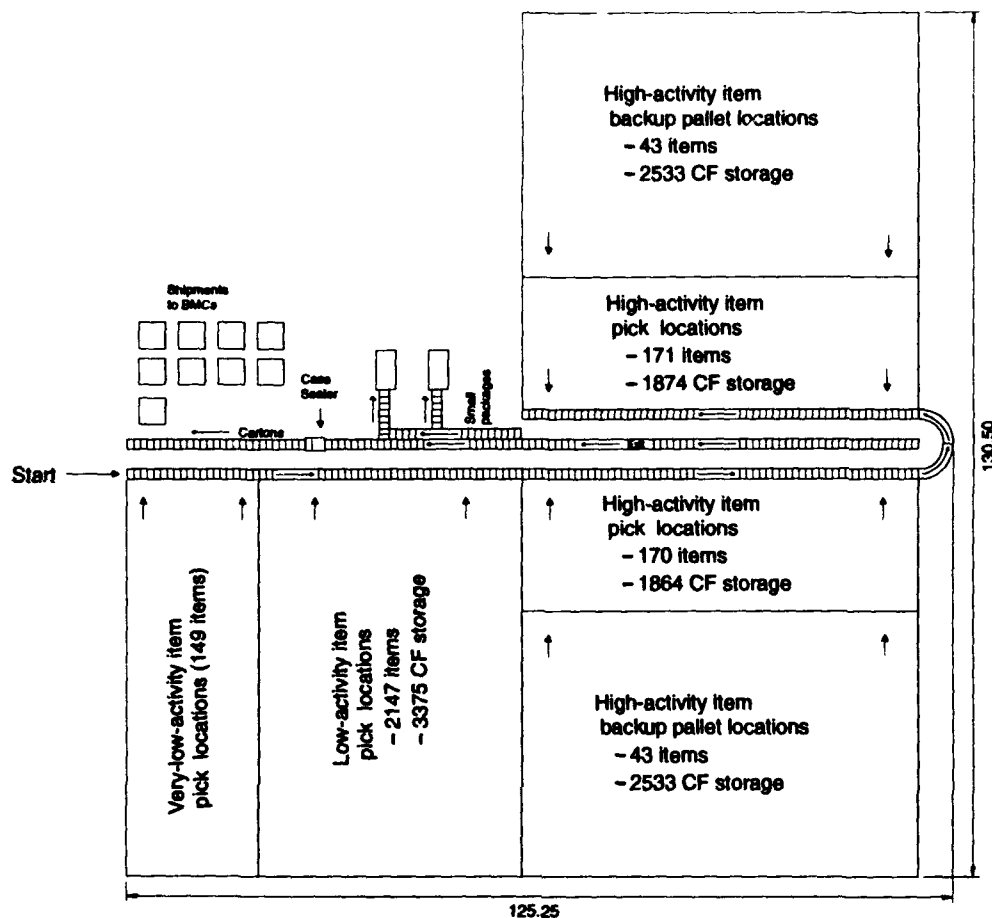 High-activity item
backup pallet locations
- 43 items
- 2533 CF storage
High-activity item
pick locations
- 171 items
- 1874 CF storage
Shipments
to BMCs
Case
Sealer
Small
packages
Cartons
Start
130.50
High-activity item
pick locations
- 170 items
- 1864 CF storage
Very-low-activity item
pick locations (149 items)
Low-activity item
pick locations
- 2147 items
- 3375 CF storage
High-activity item
backup pallet locations
- 43 items
- 2533 CF storage
125.25